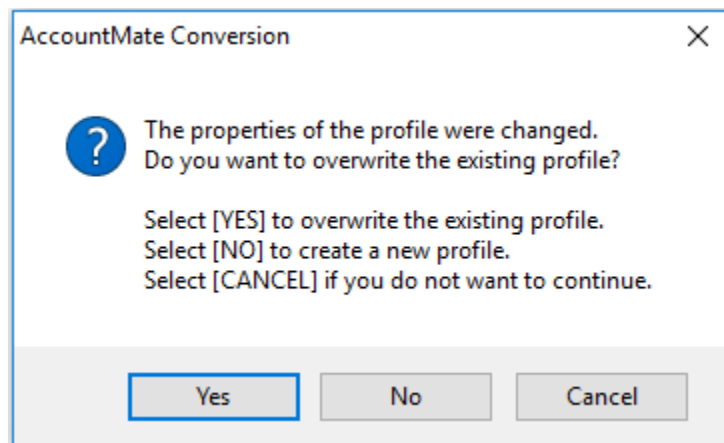 AccountMate Conversion
?
The properties of the profile were changed.
Do you want to overwrite the existing profile?
Select [YES] to overwrite the existing profile.
Select [NO] to create a new profile.
Select [CANCEL] if you do not want to continue.
Yes No Cancel